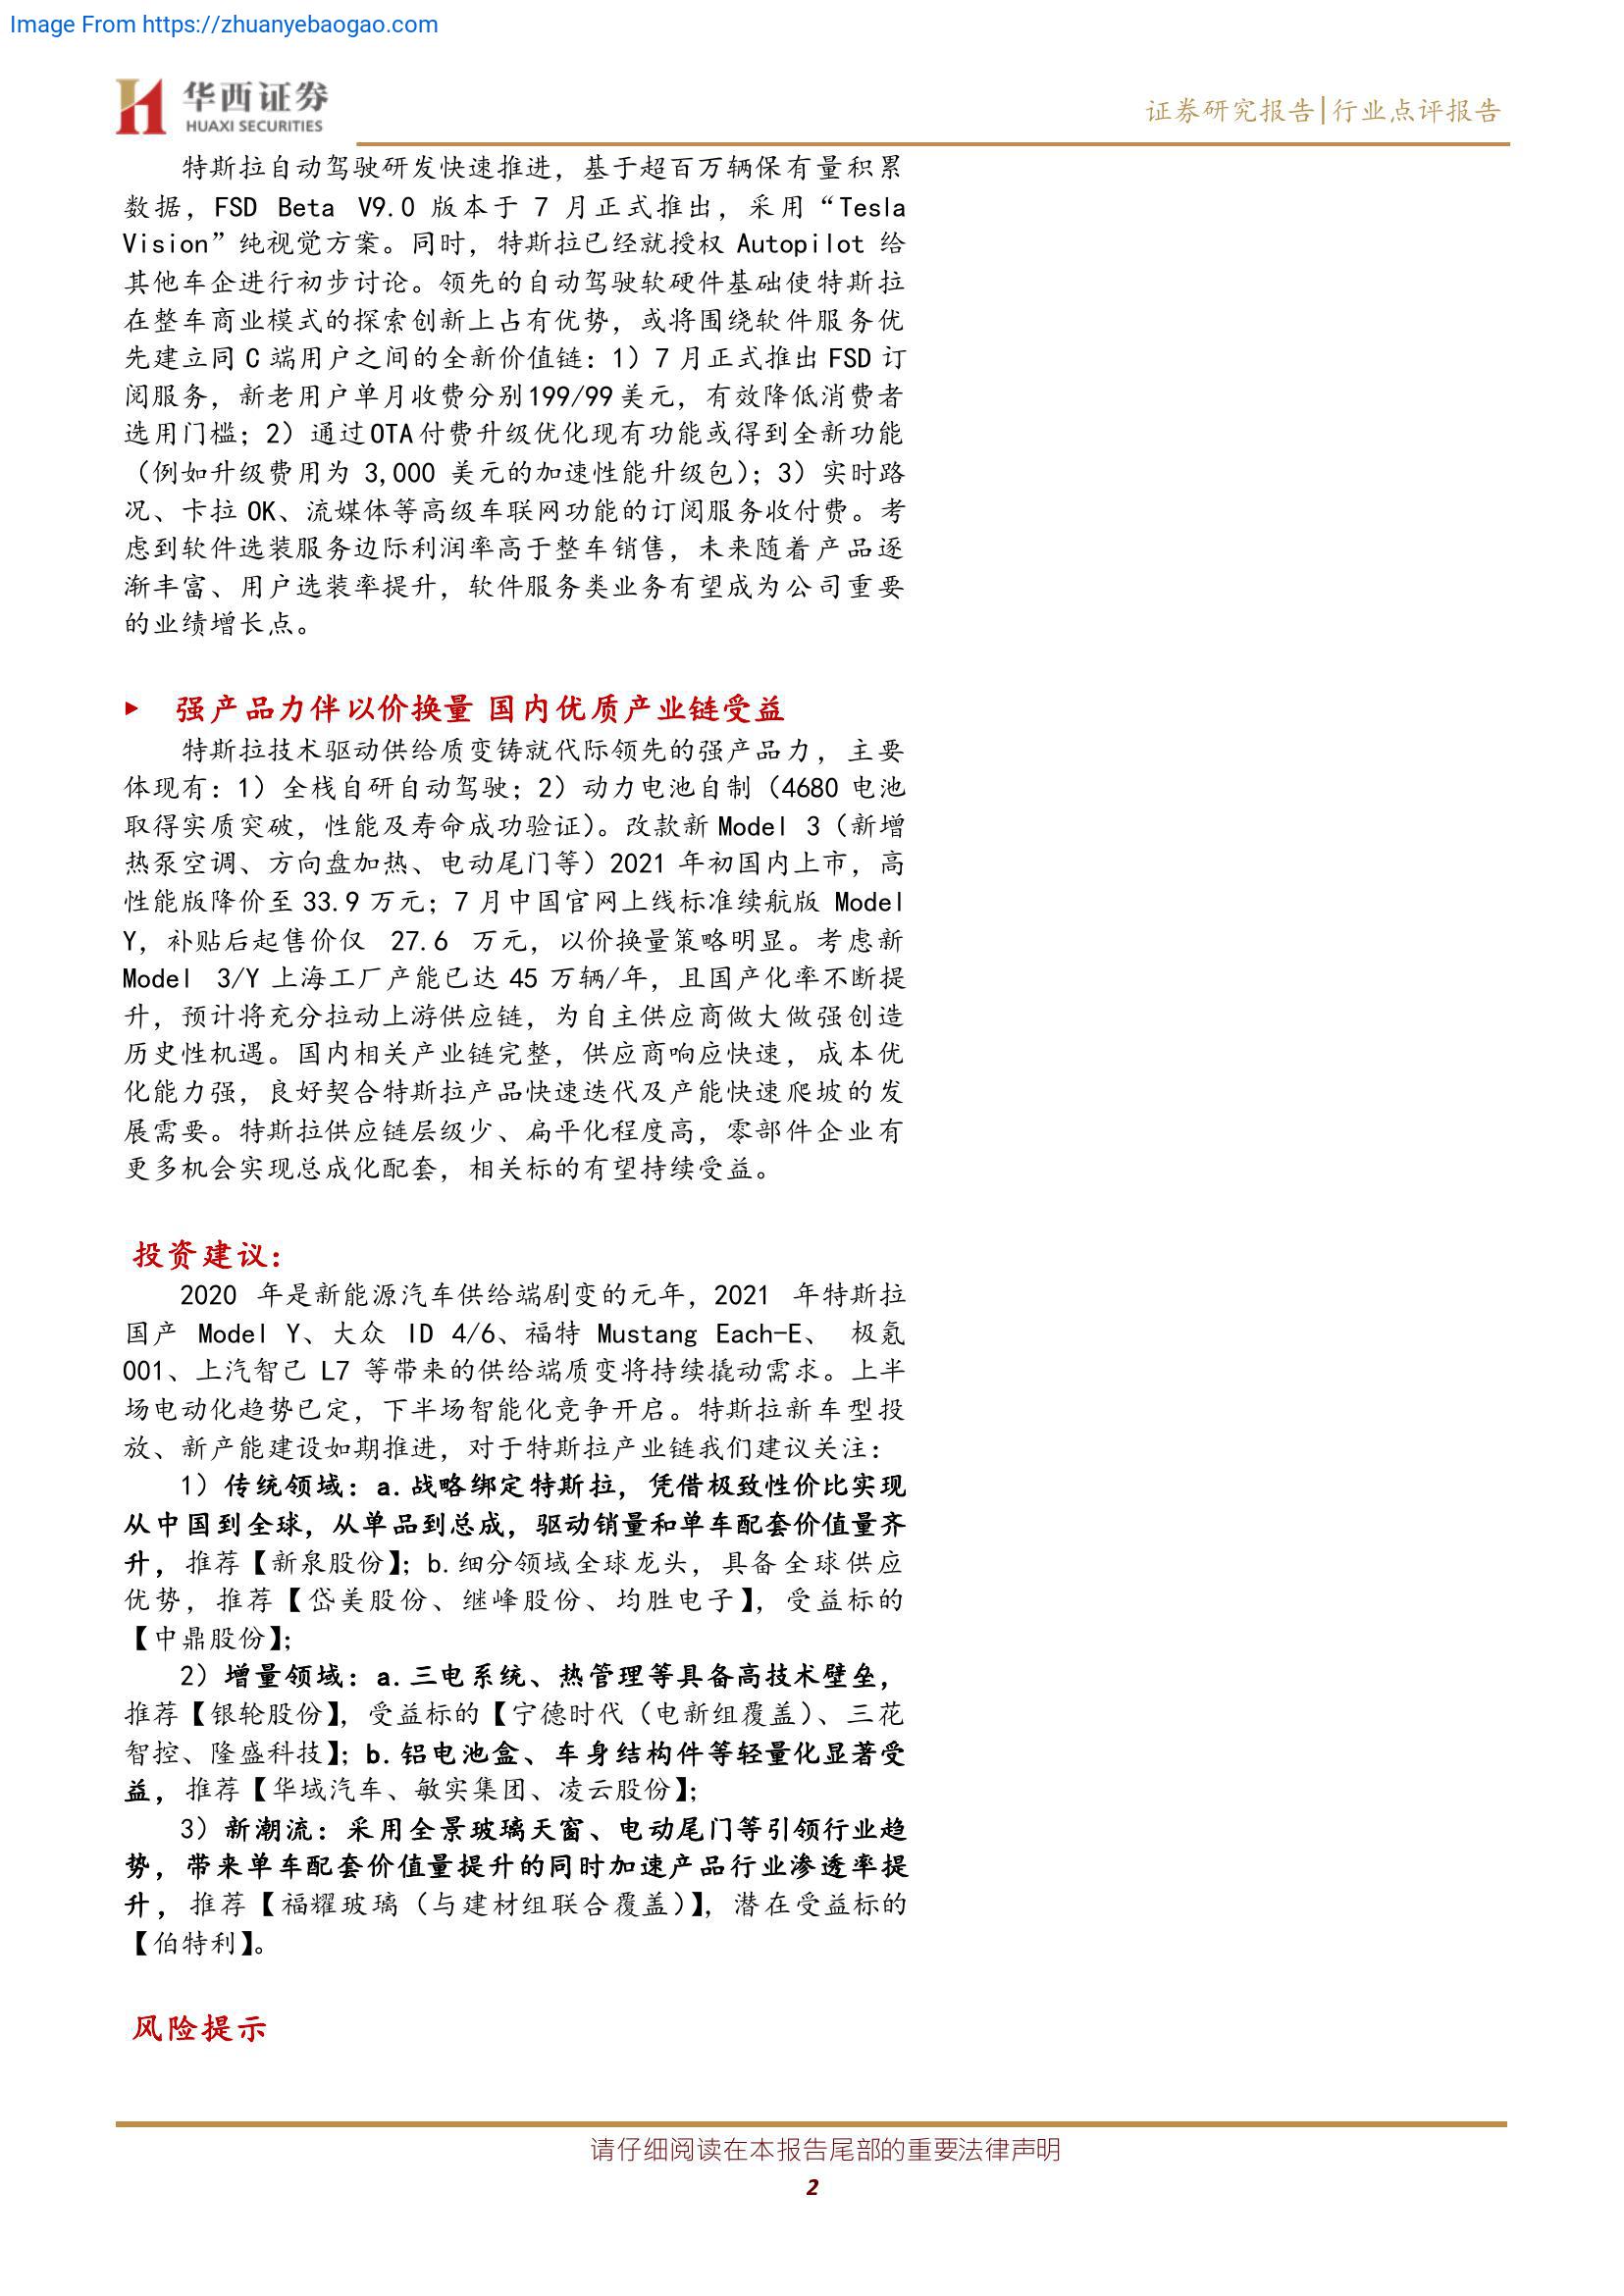 Image From https://zhuanyebaogao.com
华西证券
HUAXI SECURITIES
证券研究报告|行业点评报告
特斯拉自动驾驶研发快速推进，基于超百万辆保有量积累
数据，FSD Beta V9.0 版本于 7 月正式推出，采用“Tesla
Vision”纯视觉方案。同时，特斯拉已经就授权 Autopilot 给
其他车企进行初步讨论。领先的自动驾驶软硬件基础使特斯拉
在整车商业模式的探索创新上占有优势，或将围绕软件服务优
先建立同 C 端用户之间的全新价值链：1）7 月正式推出 FSD 订
阅服务，新老用户单月收费分别199/99 美元，有效降低消费者
选用门槛；2）通过OTA 付费升级优化现有功能或得到全新功能
（例如升级费用为 3,000 美元的加速性能升级包）；3）实时路
况、卡拉 OK、流媒体等高级车联网功能的订阅服务收付费。考
虑到软件选装服务边际利润率高于整车销售，未来随着产品逐
渐丰富、用户选装率提升，软件服务类业务有望成为公司重要
的业绩增长点。
▸ 强产品力伴以价换量 国内优质产业链受益
特斯拉技术驱动供给质变铸就代际领先的强产品力，主要
体现有：1）全栈自研自动驾驶；2）动力电池自制（4680 电池
取得实质突破，性能及寿命成功验证）。改款新 Model 3（新增
热泵空调、方向盘加热、电动尾门等）2021 年初国内上市，高
性能版降价至 33.9 万元；7 月中国官网上线标准续航版 Model
Y，补贴后起售价仅 27.6 万元，以价换量策略明显。考虑新
Model 3/Y 上海工厂产能已达 45 万辆/年，且国产化率不断提
升，预计将充分拉动上游供应链，为自主供应商做大做强创造
历史性机遇。国内相关产业链完整，供应商响应快速，成本优
化能力强，良好契合特斯拉产品快速迭代及产能快速爬坡的发
展需要。特斯拉供应链层级少、扁平化程度高，零部件企业有
更多机会实现总成化配套，相关标的有望持续受益。
投资建议：
2020 年是新能源汽车供给端剧变的元年，2021 年特斯拉
国产 Model Y、大众 ID 4/6、福特 Mustang Each-E、 极氪
001、上汽智己 L7 等带来的供给端质变将持续撬动需求。上半
场电动化趋势已定，下半场智能化竞争开启。特斯拉新车型投
放、新产能建设如期推进，对于特斯拉产业链我们建议关注：
1）传统领域：a.战略绑定特斯拉，凭借极致性价比实现
从中国到全球，从单品到总成，驱动销量和单车配套价值量齐
升，推荐【新泉股份】；b.细分领域全球龙头，具备全球供应
优势，推荐【岱美股份、继峰股份、均胜电子】，受益标的
【中鼎股份】；
2）增量领域：a.三电系统、热管理等具备高技术壁垒，
推荐【银轮股份】，受益标的【宁德时代（电新组覆盖）、三花
智控、隆盛科技】；b.铝电池盒、车身结构件等轻量化显著受
益，推荐【华域汽车、敏实集团、凌云股份】；
3）新潮流：采用全景玻璃天窗、电动尾门等引领行业趋
势，带来单车配套价值量提升的同时加速产品行业渗透率提
升，推荐【福耀玻璃（与建材组联合覆盖）】，潜在受益标的
【伯特利】。
风险提示
请仔细阅读在本报告尾部的重要法律声明
2